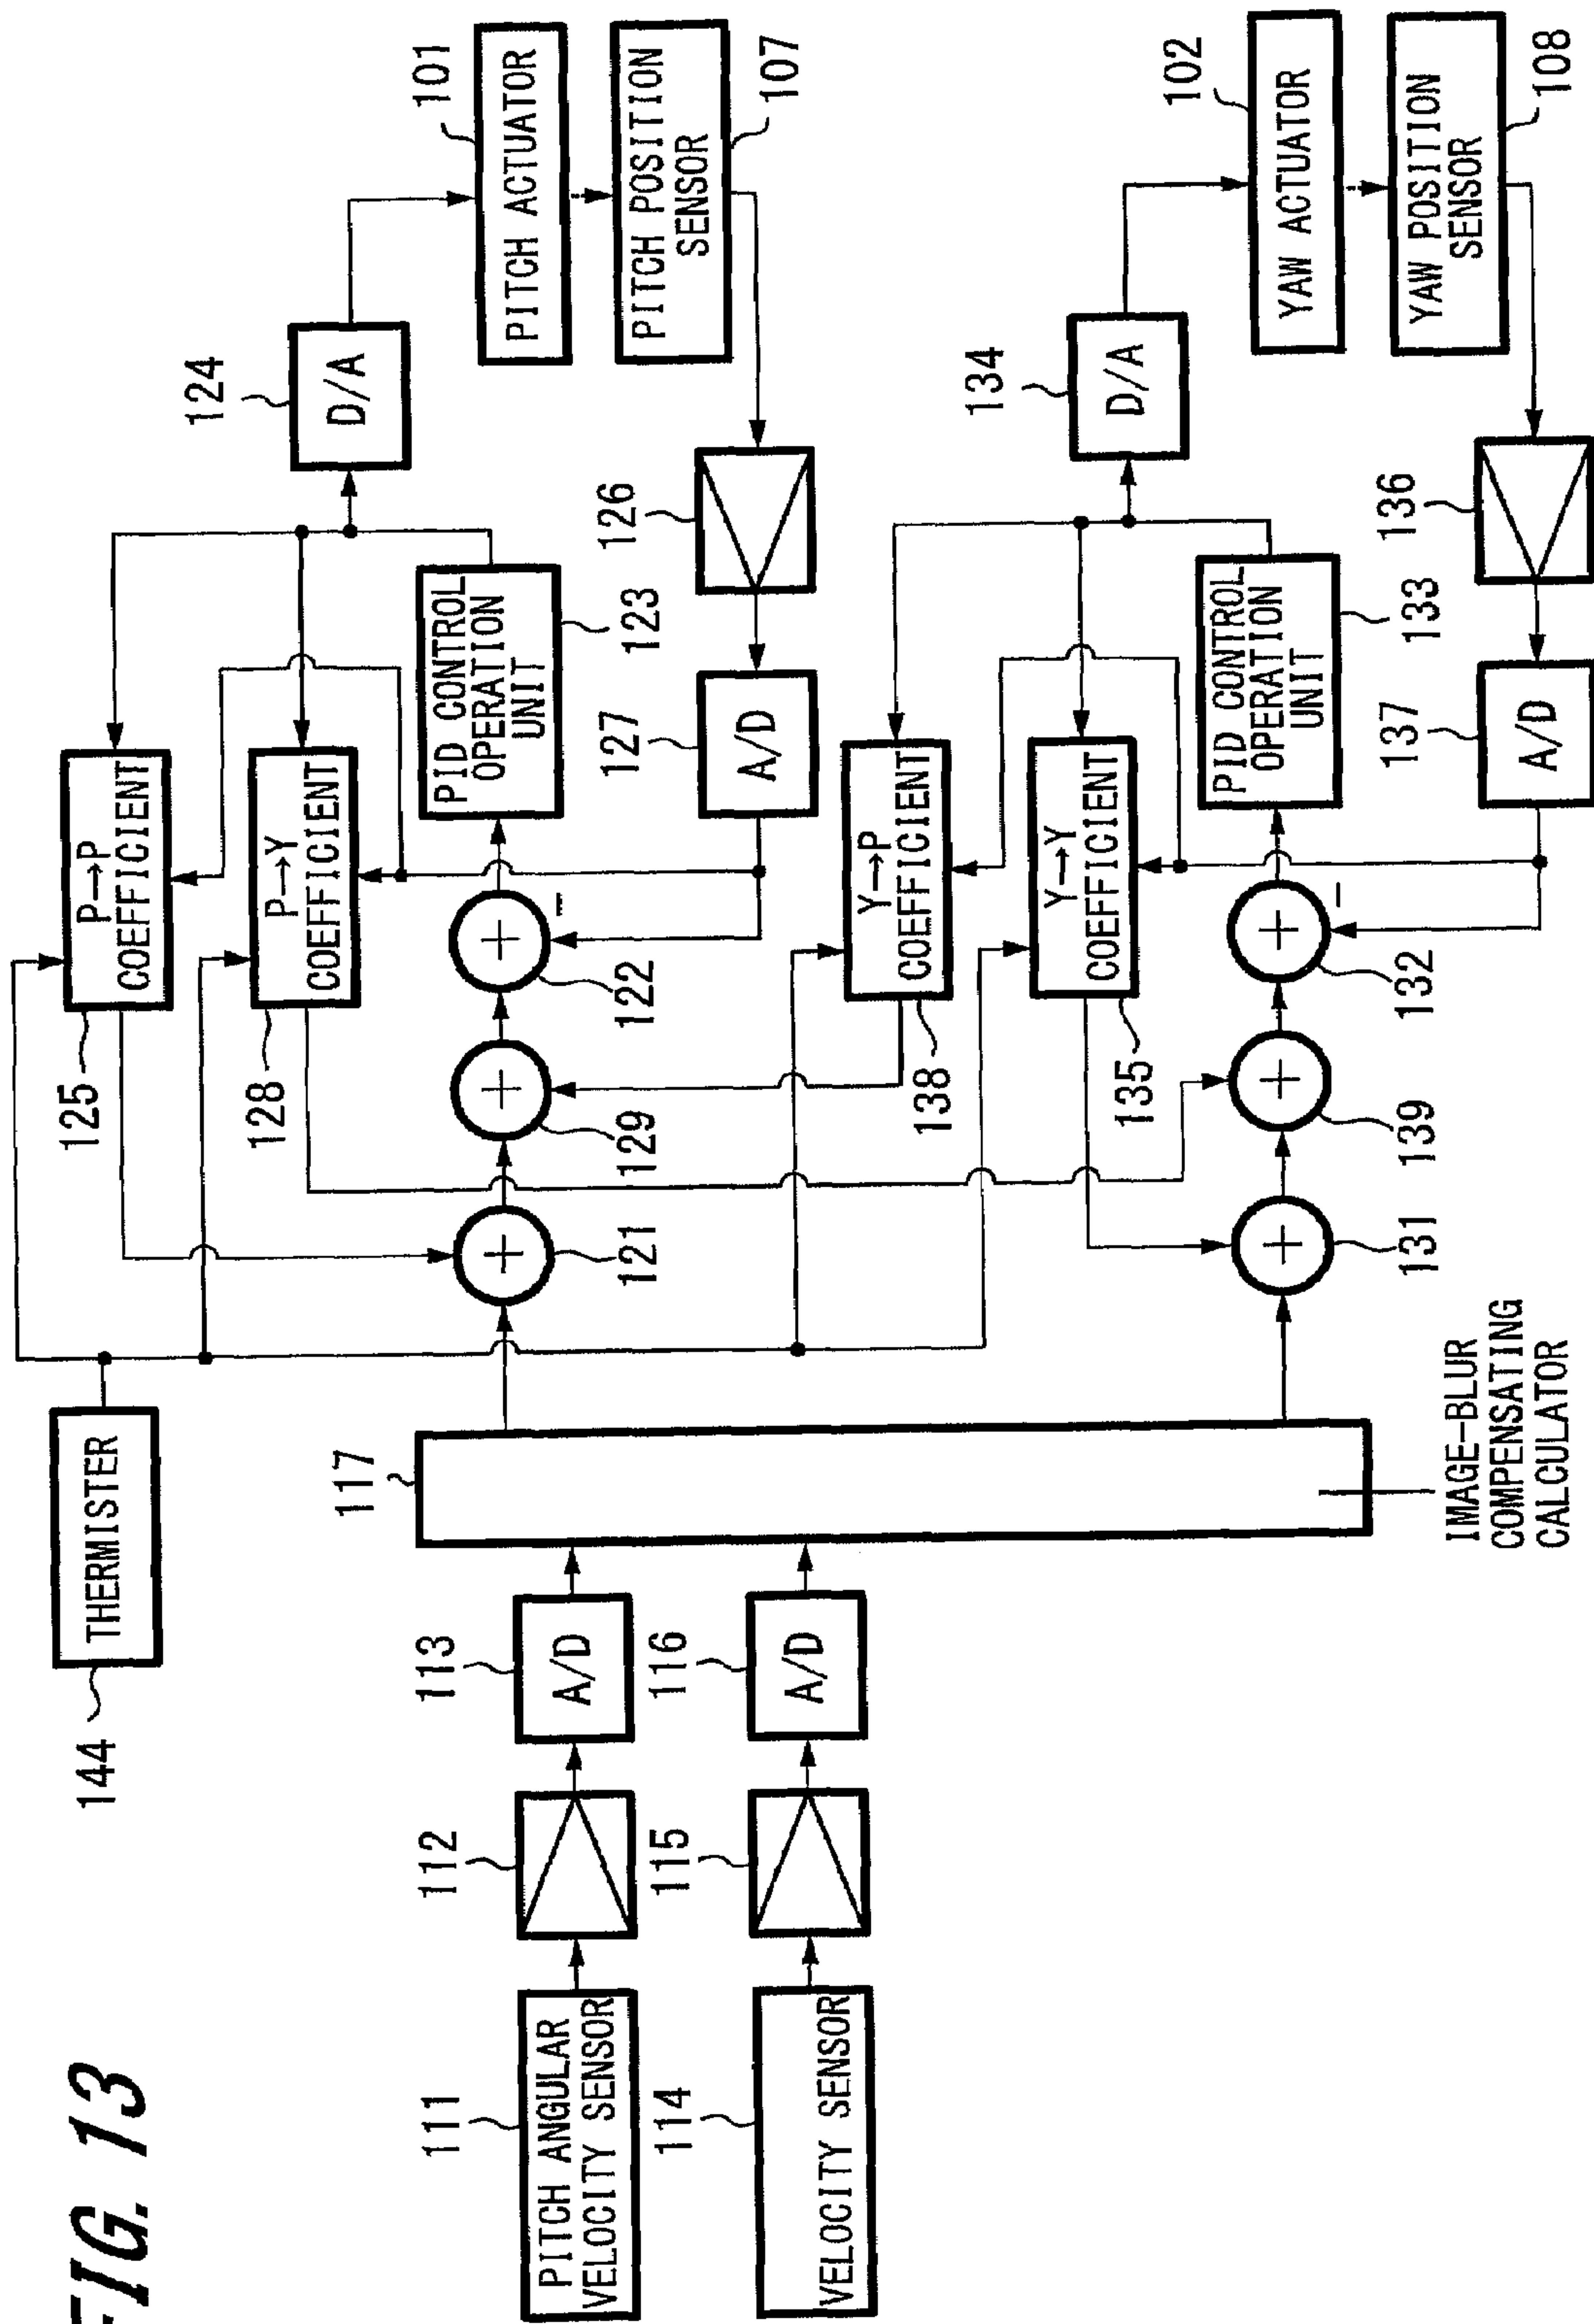 FIG. 13
144
THERMISTER
125
P→P
COEFFICIENT
128
P→Y
COEFFICIENT
124
D/A
101
PITCH ACTUATOR
PITCH POSITION
SENSOR
107
111
PITCH ANGULAR
VELOCITY SENSOR
112
113
A/D
117
121
129
122
-
PID CONTROL
OPERATION
UNIT
123
126
127
A/D
114
VELOCITY SENSOR
115
116
A/D
138
Y→P
COEFFICIENT
135
Y→Y
COEFFICIENT
134
D/A
102
YAW ACTUATOR
YAW POSITION
SENSOR
108
IMAGE-BLUR
COMPENSATING
CALCULATOR
131
139
132
-
PID CONTROL
OPERATION
UNIT
133
136
137
A/D
+
+
+
+
+
+